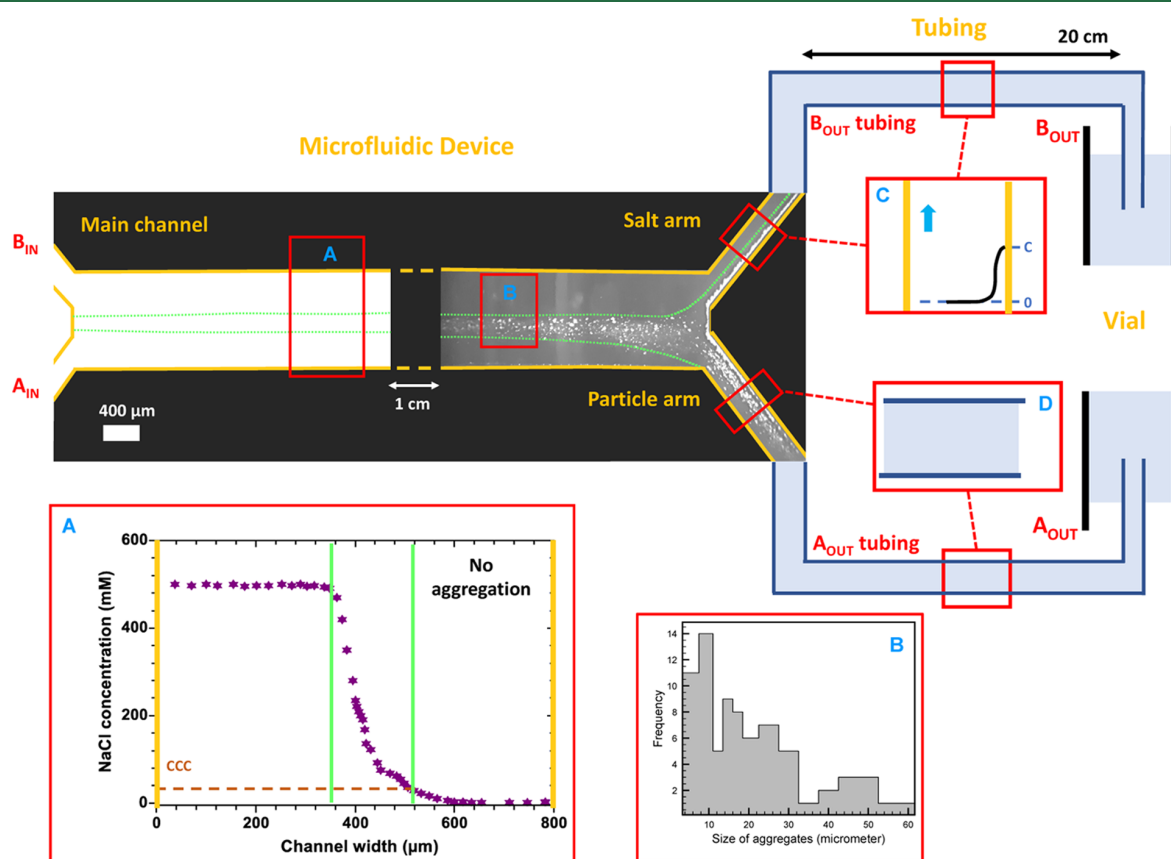 Tubing
20 cm
B_OUT tubing
B_OUT
Microfluidic Device
Main channel
Salt arm
B_IN
A
B
C
C
0
Vial
A_IN
400 µm
1 cm
Particle arm
D
A_OUT tubing
A_OUT
A
600
400
200
0
NaCl concentration (mM)
No
aggregation
CCC
0
200
400
600
800
Channel width (µm)
B
14
12
10
8
6
4
2
Frequency
10
20
30
40
50
60
Size of aggregates (micrometer)